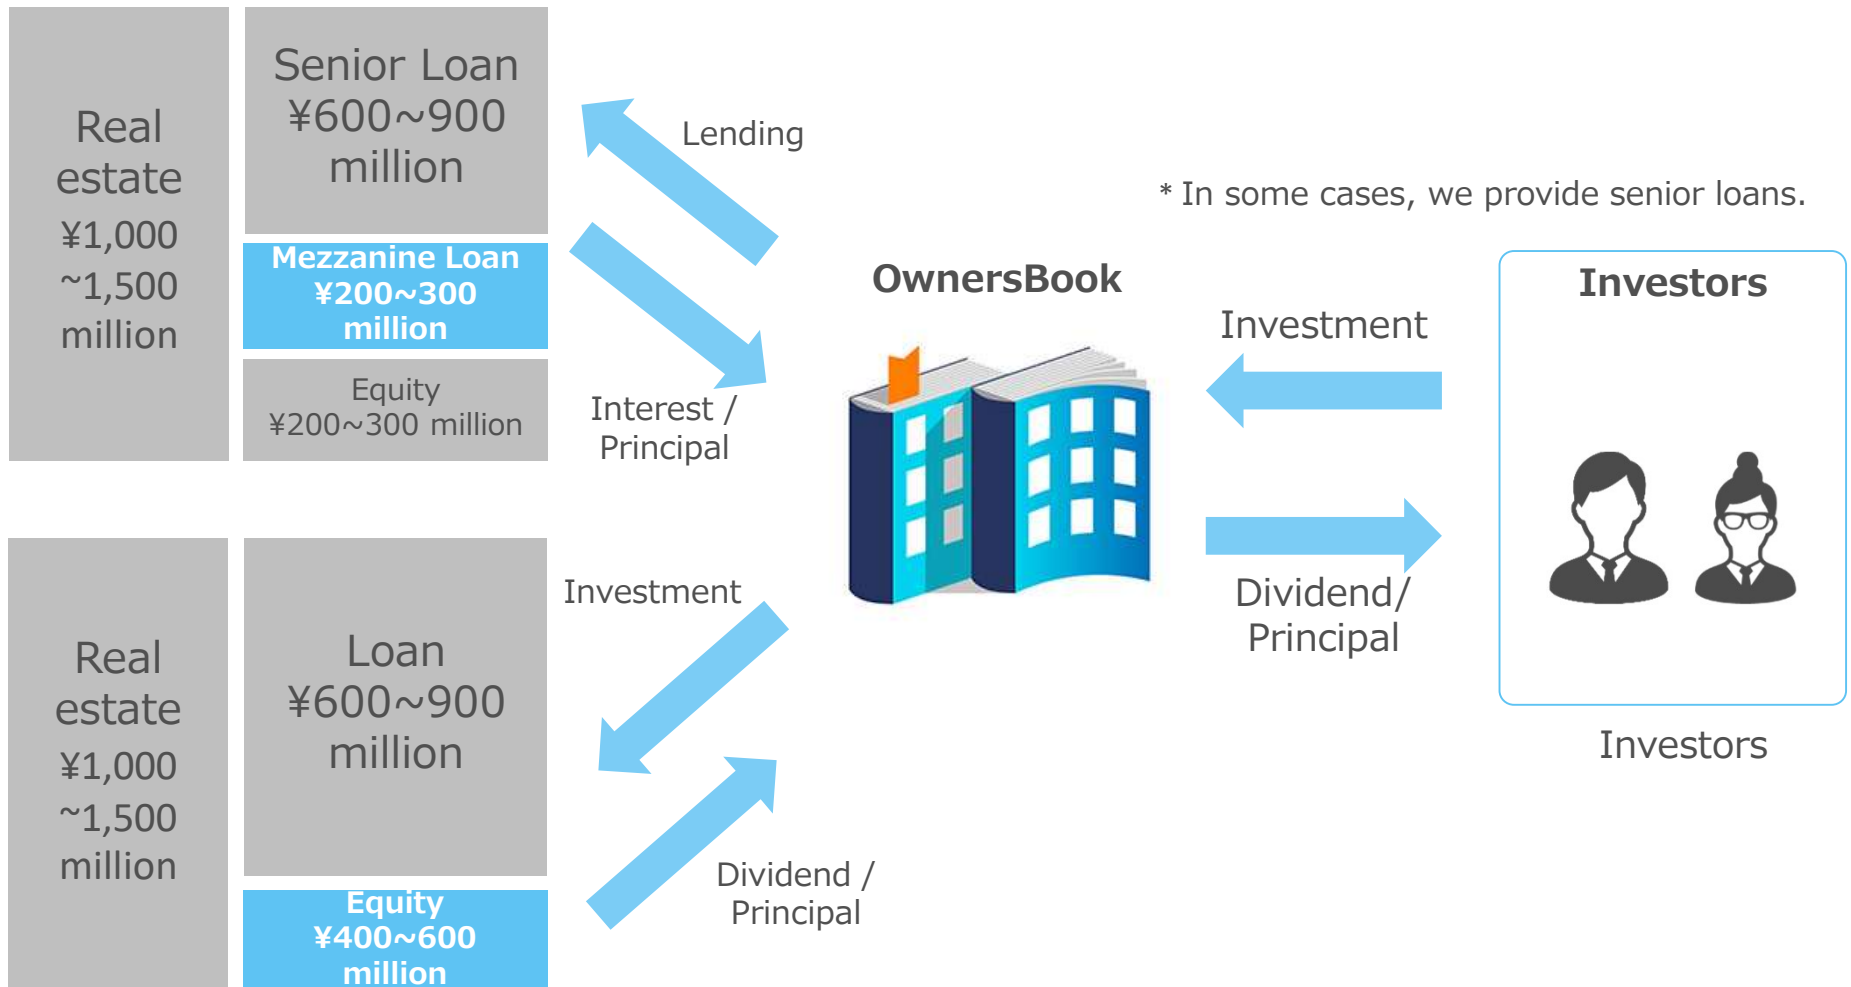 Real
estate
¥1,000
~1,500
million
Senior Loan
¥600~900
million
Mezzanine Loan
¥200~300
million
Equity
¥200~300 million
Lending
Interest /
Principal
* In some cases, we provide senior loans.
OwnersBook
Investment
Dividend/
Principal
Investors
Investors
Real
estate
¥1,000
~1,500
million
Loan
¥600~900
million
Equity
¥400~600
million
Investment
Dividend /
Principal